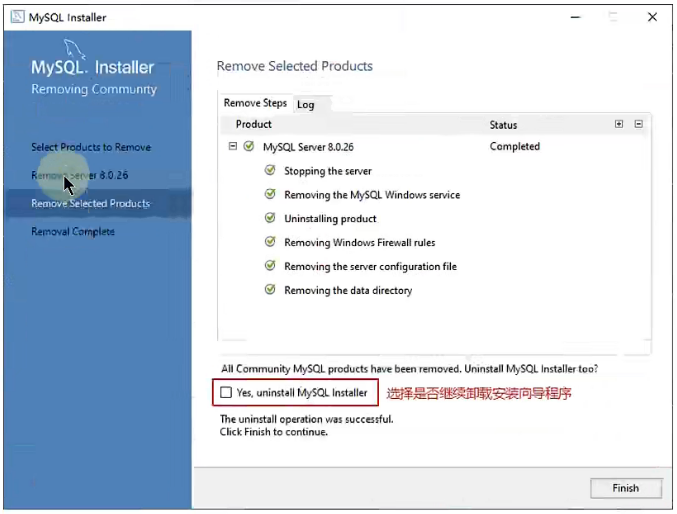 MySQL Installer
MySQL. Installer
Removing Community
Select Products to Remove
Remove Server 8.0.26
Remove Selected Products
Removal Complete
Remove Selected Products
Remove Steps Log
Product Status
MySQL Server 8.0.26 Completed
Stopping the server
Removing the MySQL Windows service
Uninstalling product
Removing Windows Firewall rules
Removing the server configuration file
Removing the data directory
All Community MySQL products have been removed. Uninstall MySQL Installer too?
Yes, uninstall MySQL Installer 选择是否继续卸载安装向导程序
The uninstall operation was successful.
Click Finish to continue.
Finish